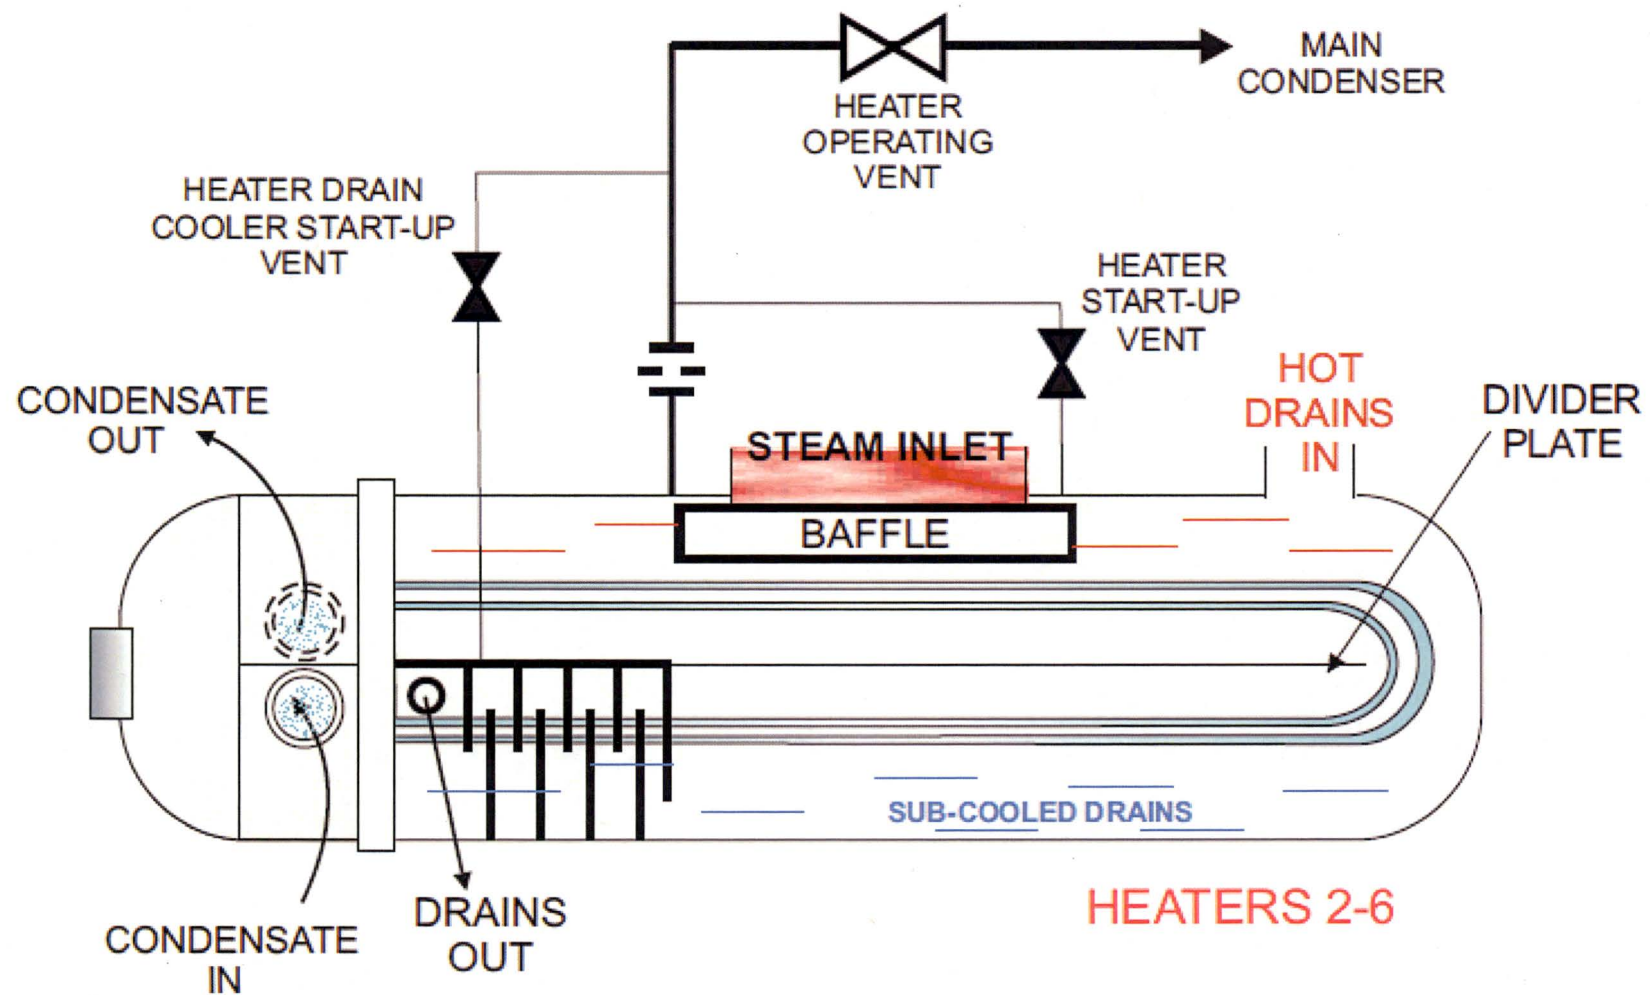 MAIN
CONDENSER
HEATER
OPERATING
VENT
HEATER DRAIN
COOLER START-UP
VENT
HEATER
START-UP
VENT
HOT
DRAINS
IN
DIVIDER
PLATE
CONDENSATE
OUT
STEAM INLET
BAFFLE
SUB-COOLED DRAINS
HEATERS 2-6
DRAINS
OUT
CONDENSATE
IN